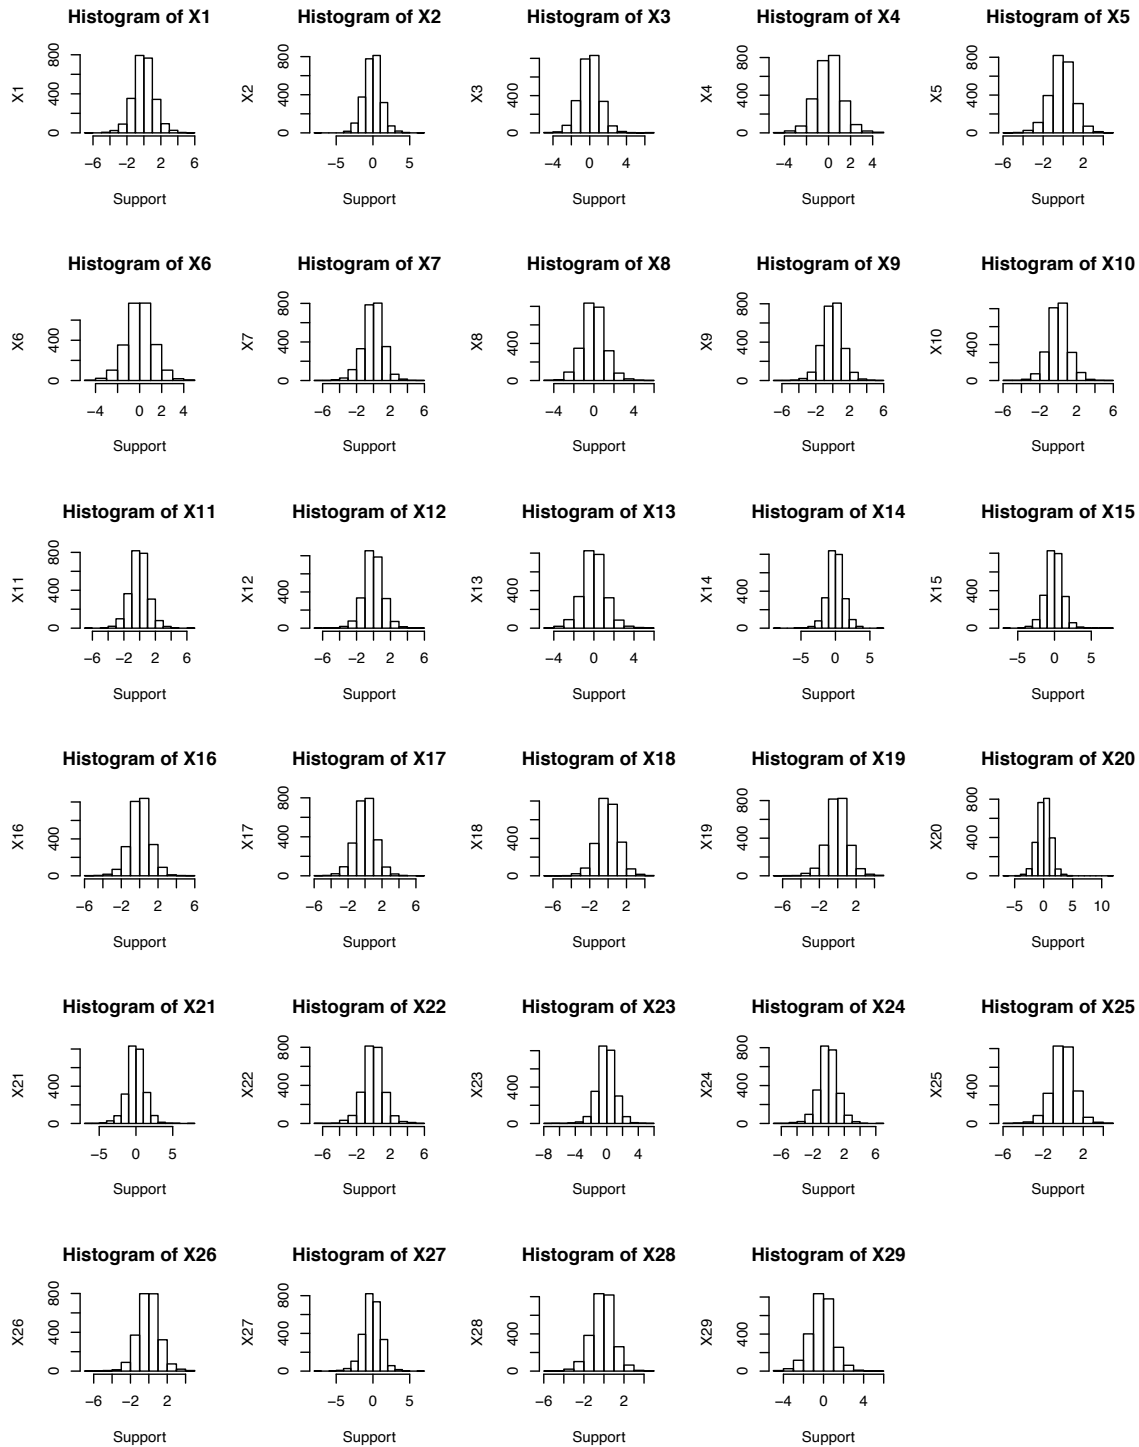 Histogram of X1 Histogram of X2 Histogram of X3 Histogram of X4 Histogram of X5
X1 0 400 800 X2 0 400 800 X3 0 400 X4 0 400 800 X5 0 400 800
−6 −2 2 6 −5 0 5 −4 0 4 −4 0 2 4 −6 −2 2
Support Support Support Support Support
Histogram of X6 Histogram of X7 Histogram of X8 Histogram of X9 Histogram of X10
X6 0 400 X7 0 400 800 X8 0 400 X9 0 400 800 X10 0 400
−4 0 2 4 −6 −2 2 6 −4 0 4 −6 −2 2 6 −6 −2 2 6
Support Support Support Support Support
Histogram of X11 Histogram of X12 Histogram of X13 Histogram of X14 Histogram of X15
X11 0 400 800 X12 0 400 X13 0 400 X14 0 400 X15 0 400
−6 −2 2 6 −6 −2 2 6 −4 0 4 −5 0 5 −5 0 5
Support Support Support Support Support
Histogram of X16 Histogram of X17 Histogram of X18 Histogram of X19 Histogram of X20
X16 0 400 X17 0 400 800 X18 0 400 X19 0 400 800 X20 0 400 800
−6 −2 2 6 −6 −2 2 6 −6 −2 2 −6 −2 2 −5 0 5 10
Support Support Support Support Support
Histogram of X21 Histogram of X22 Histogram of X23 Histogram of X24 Histogram of X25
X21 0 400 X22 0 400 800 X23 0 400 X24 0 400 800 X25 0 400
−5 0 5 −6 −2 2 6 −8 −4 0 4 −6 −2 2 6 −6 −2 2
Support Support Support Support Support
Histogram of X26 Histogram of X27 Histogram of X28 Histogram of X29
X26 0 400 800 X27 0 400 800 X28 0 400 X29 0 400
−6 −2 2 −5 0 5 −6 −2 2 −4 0 4
Support Support Support Support